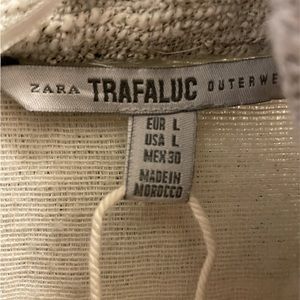 ZARA TRAFALUC OUTERWE
EUR L
USA L
MEX 30
MADE IN
MOROCCO